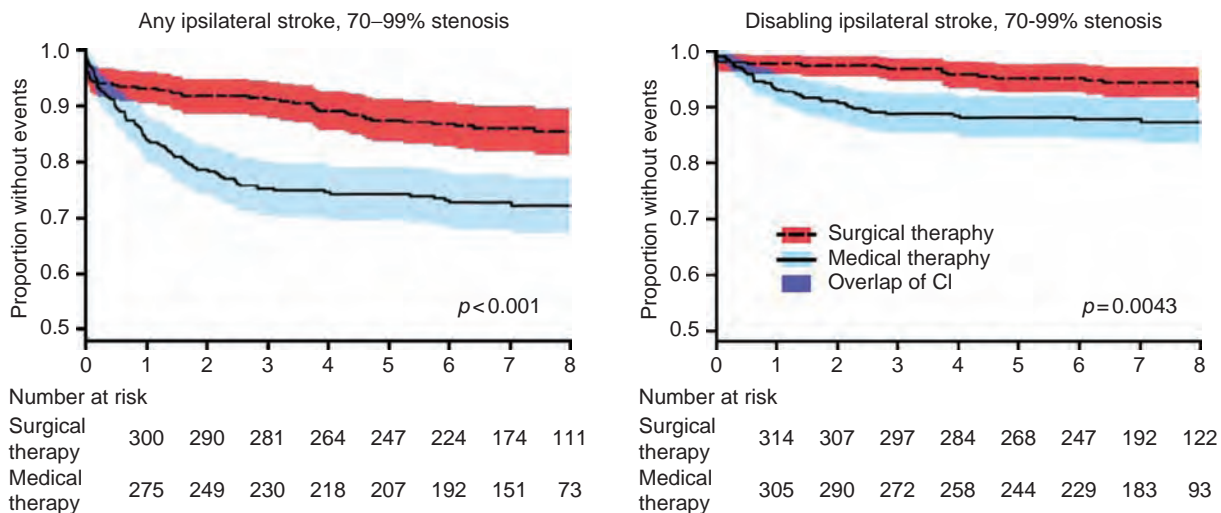 Any ipsilateral stroke, 70–99% stenosis
Proportion without events
1.0
0.9
0.8
0.7
0.6
0.5
p<0.001
0 1 2 3 4 5 6 7 8
Number at risk
Surgical
therapy
300 290 281 264 247 224 174 111
Medical
therapy
275 249 230 218 207 192 151 73
Disabling ipsilateral stroke, 70-99% stenosis
Proportion without events
1.0
0.9
0.8
0.7
0.6
0.5
Surgical theraphy
Medical theraphy
Overlap of CI
p=0.0043
0 1 2 3 4 5 6 7 8
Number at risk
Surgical
therapy
314 307 297 284 268 247 192 122
Medical
therapy
305 290 272 258 244 229 183 93